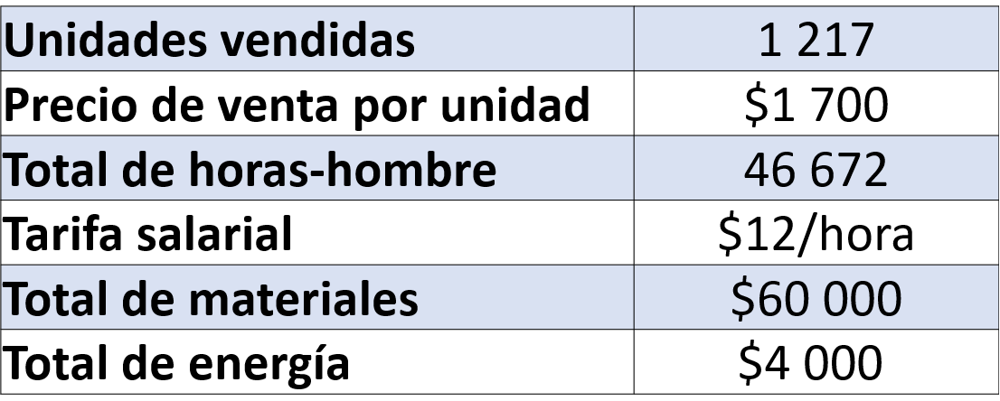 Unidades vendidas 1 217
Precio de venta por unidad $1 700
Total de horas-hombre 46 672
Tarifa salarial $12/hora
Total de materiales $60 000
Total de energía $4 000